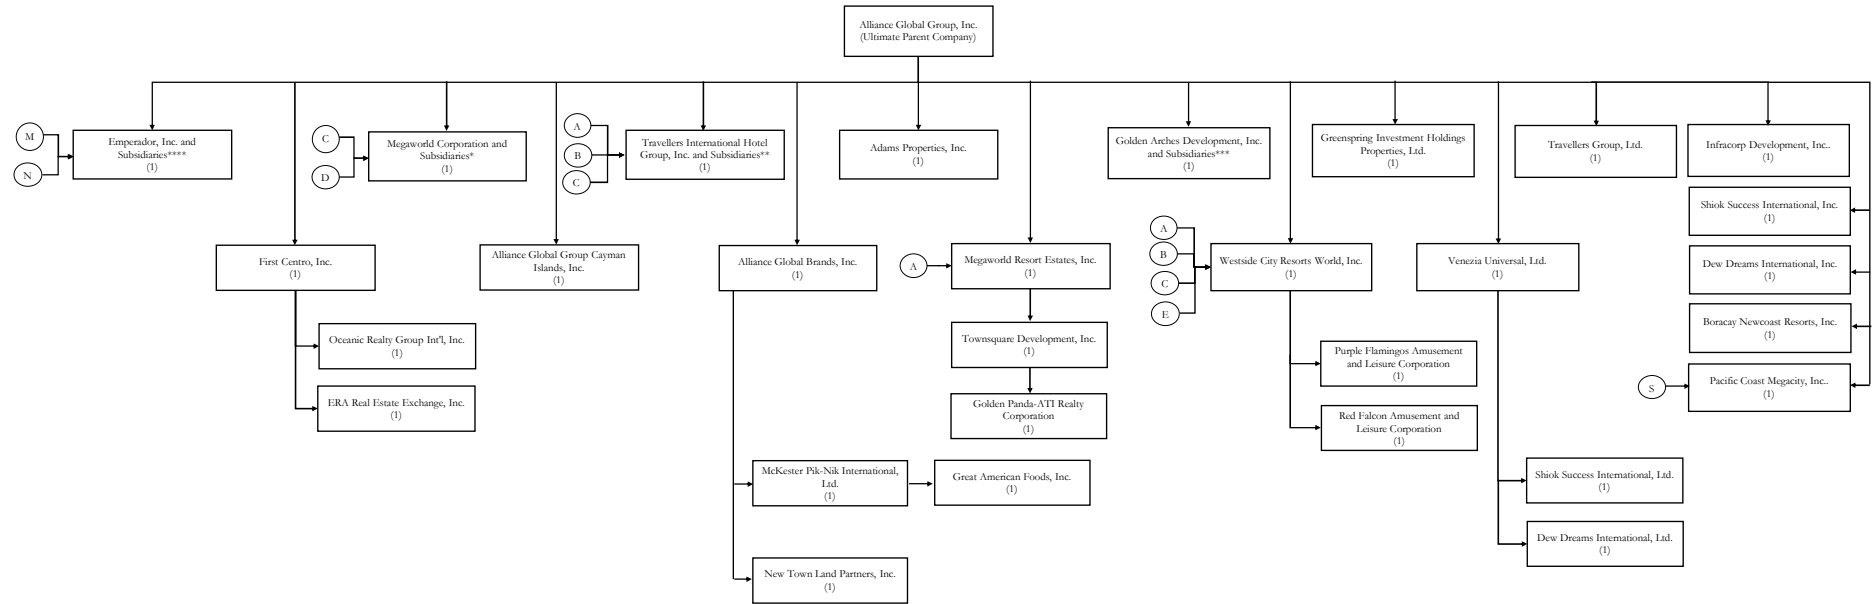 Alliance Global Group, Inc.
(Ultimate Parent Company)
M
N
Emperador, Inc. and
Subsidiaries****
(1)
C
D
Megaworld Corporation and
Subsidiaries*
(1)
A
B
C
Travellers International Hotel
Group, Inc. and Subsidiaries**
(1)
Adams Properties, Inc.
(1)
Golden Arches Development, Inc.
and Subsidiaries***
(1)
Greenspring Investment Holdings
Properties, Ltd.
(1)
Travellers Group, Ltd.
(1)
Infracorp Development, Inc..
(1)
Shiok Success International, Inc.
(1)
Dew Dreams International, Inc.
(1)
Boracay Newcoast Resorts, Inc.
(1)
S
Pacific Coast Megacity, Inc..
(1)
First Centro, Inc.
(1)
Alliance Global Group Cayman
Islands, Inc.
(1)
Alliance Global Brands, Inc.
(1)
A
Megaworld Resort Estates, Inc.
(1)
A
B
C
E
Westside City Resorts World, Inc.
(1)
Venezia Universal, Ltd.
(1)
Oceanic Realty Group Int'l, Inc.
(1)
ERA Real Estate Exchange, Inc.
(1)
Townsquare Development, Inc.
(1)
Golden Panda-ATI Realty
Corporation
(1)
Purple Flamingos Amusement
and Leisure Corporation
(1)
Red Falcon Amusement and
Leisure Corporation
(1)
McKester Pik-Nik International,
Ltd.
(1)
Great American Foods, Inc.
(1)
Shiok Success International, Ltd.
(1)
Dew Dreams International, Ltd.
(1)
New Town Land Partners, Inc.
(1)